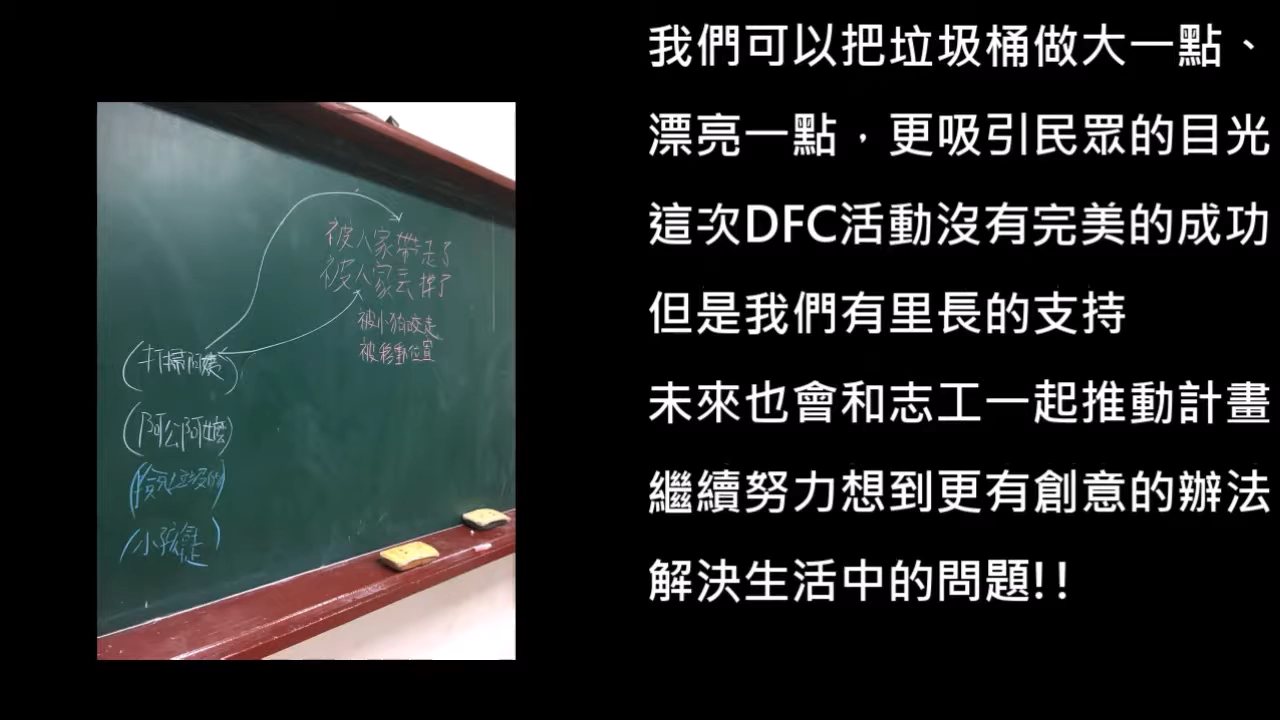 被人家帶走了
被人家丟掉了
被小狗咬走
被移動位置
(打掃阿姨)
(阿公阿嬤)
(撿垃圾的)
(小孩
我們可以把垃圾桶做大一點、
漂亮一點，更吸引民眾的目光
這次DFC活動沒有完美的成功
但是我們有里長的支持
未來也會和志工一起推動計畫
繼續努力想到更有創意的辦法
解決生活中的問題!!